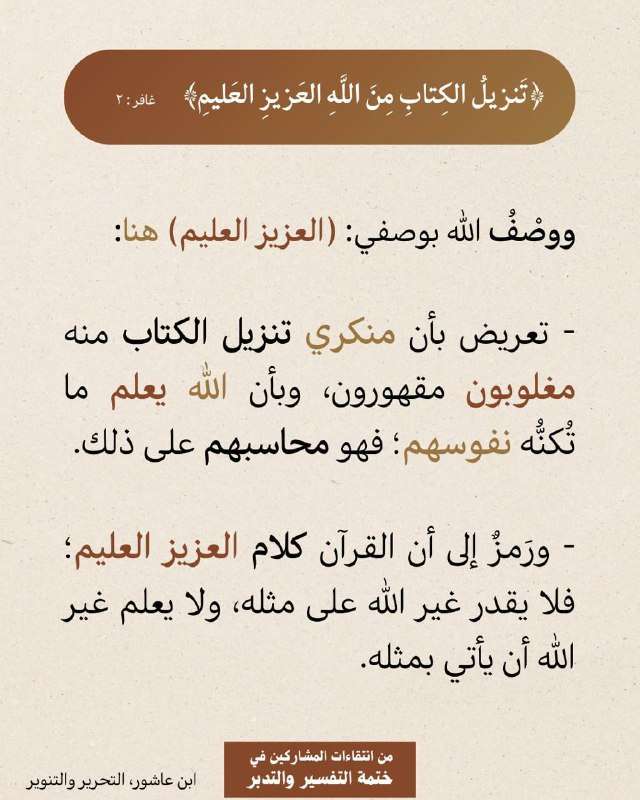 ﴿تَنزيلُ الكِتابِ مِنَ اللَّهِ العَزيزِ العَليمِ﴾ غافر: ٢
ووصْفُ الله بوصفي: (العزيز العليم) هنا:
- تعريض بأن منكري تنزيل الكتاب منه
مغلوبون مقهورون، وبأن الله يعلم ما
تُكنُّه نفوسهم؛ فهو محاسبهم على ذلك.
- ورَمزٌ إلى أن القرآن كلام العزيز العليم؛
فلا يقدر غير الله على مثله، ولا يعلم غير
الله أن يأتي بمثله.
من انتقاءات المشاركين في
ختمة التفسير والتدبر
ابن عاشور، التحرير والتنوير